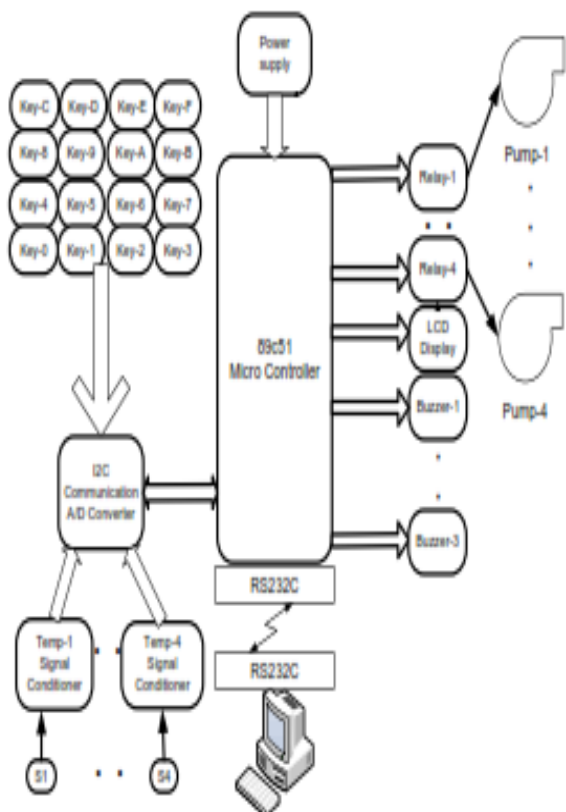 Power
supply
Key-C Key-D Key-E Key-F
Key-8 Key-9 Key-A Key-B
Key-4 Key-5 Key-6 Key-7
Key-0 Key-1 Key-2 Key-3
89c51
Micro Controller
Relay-1
Pump-1
Relay-4
LCD
Display
Pump-4
Buzzer-1
Buzzer-3
I2C
Communication
A/D Converter
RS232C
RS232C
Temp-1
Signal
Conditioner
Temp-4
Signal
Conditioner
S1
S4